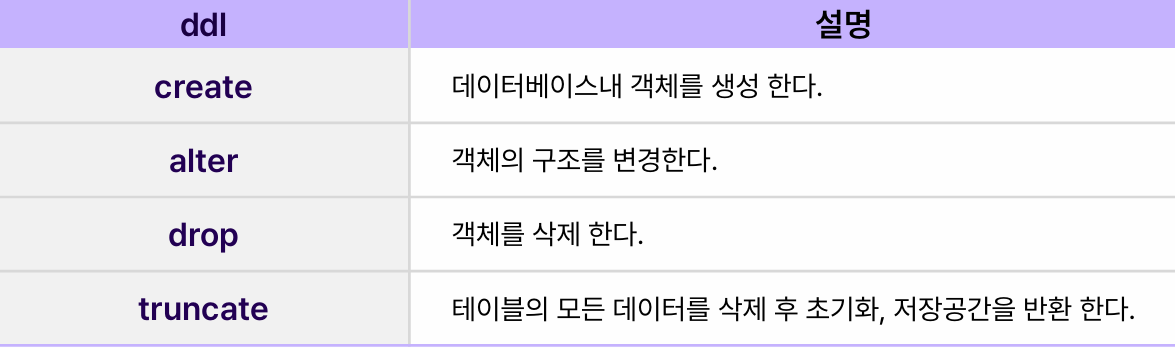 ddl 설명
create 데이터베이스내 객체를 생성 한다.
alter 객체의 구조를 변경한다.
drop 객체를 삭제 한다.
truncate 테이블의 모든 데이터를 삭제 후 초기화, 저장공간을 반환 한다.